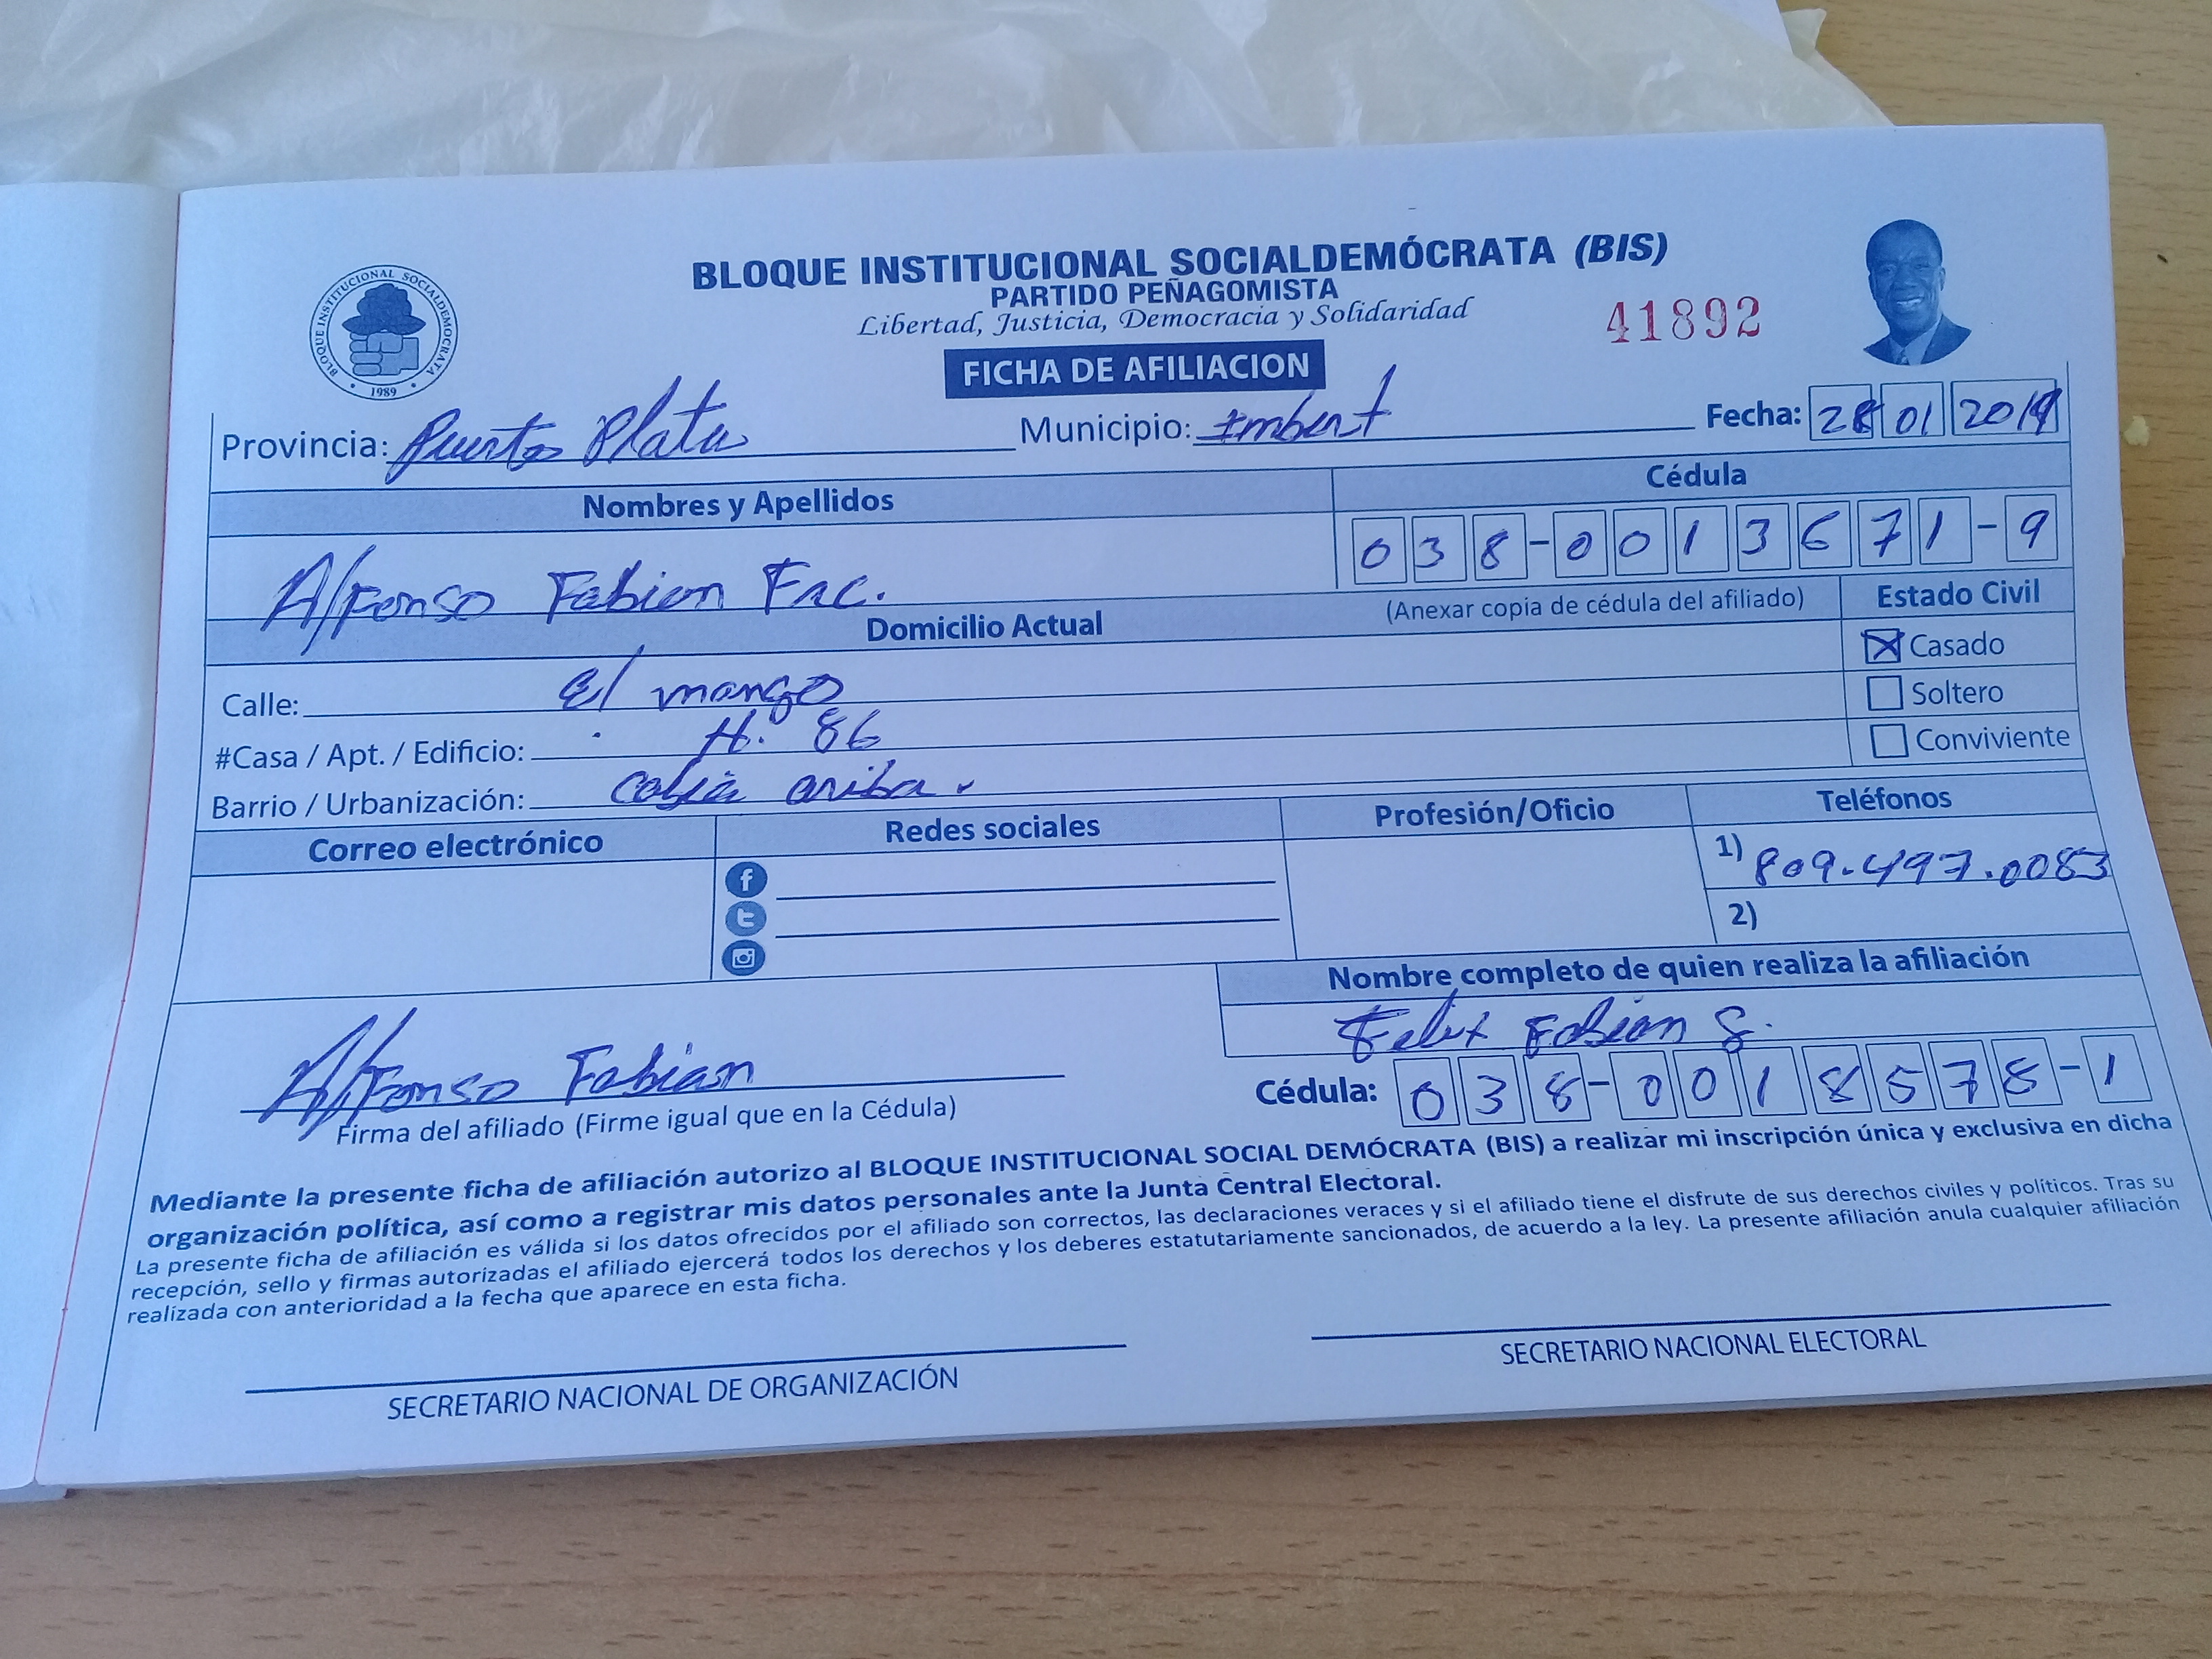 BLOQUE INSTITUCIONAL SOCIALDEMÓCRATA (BIS)
PARTIDO PEÑAGOMISTA
Libertad, Justicia, Democracia y Solidaridad
41892
BLOQUE INSTITUCIONAL SOCIALDEMOCRATA
1989
FICHA DE AFILIACION
Provincia: Puerto Plata Municipio: Imbert Fecha: 28 01 2019
Nombres y Apellidos Cédula
Alfonso Fabian Frc. 038-0013671-9
Domicilio Actual (Anexar copia de cédula del afiliado) Estado Civil
Calle: El mango Casado
#Casa / Apt. / Edificio: H. 86 Soltero
Barrio / Urbanización: ariba. Conviviente
Correo electrónico Redes sociales Profesión/Oficio Teléfonos
1) 809.497.0083
2)
Nombre completo de quien realiza la afiliación
Felix Fabian S.
Alfonso Fabian Cédula: 038-0018578-1
Firma del afiliado (Firme igual que en la Cédula)
Mediante la presente ficha de afiliación autorizo al BLOQUE INSTITUCIONAL SOCIAL DEMÓCRATA (BIS) a realizar mi inscripción única y exclusiva en dicha
organización política, así como a registrar mis datos personales ante la Junta Central Electoral.
La presente ficha de afiliación es válida si los datos ofrecidos por el afiliado son correctos, las declaraciones veraces y si el afiliado tiene el disfrute de sus derechos civiles y políticos. Tras su
recepción, sello y firmas autorizadas el afiliado ejercerá todos los derechos y los deberes estatutariamente sancionados, de acuerdo a la ley. La presente afiliación anula cualquier afiliación
realizada con anterioridad a la fecha que aparece en esta ficha.
SECRETARIO NACIONAL DE ORGANIZACIÓN SECRETARIO NACIONAL ELECTORAL